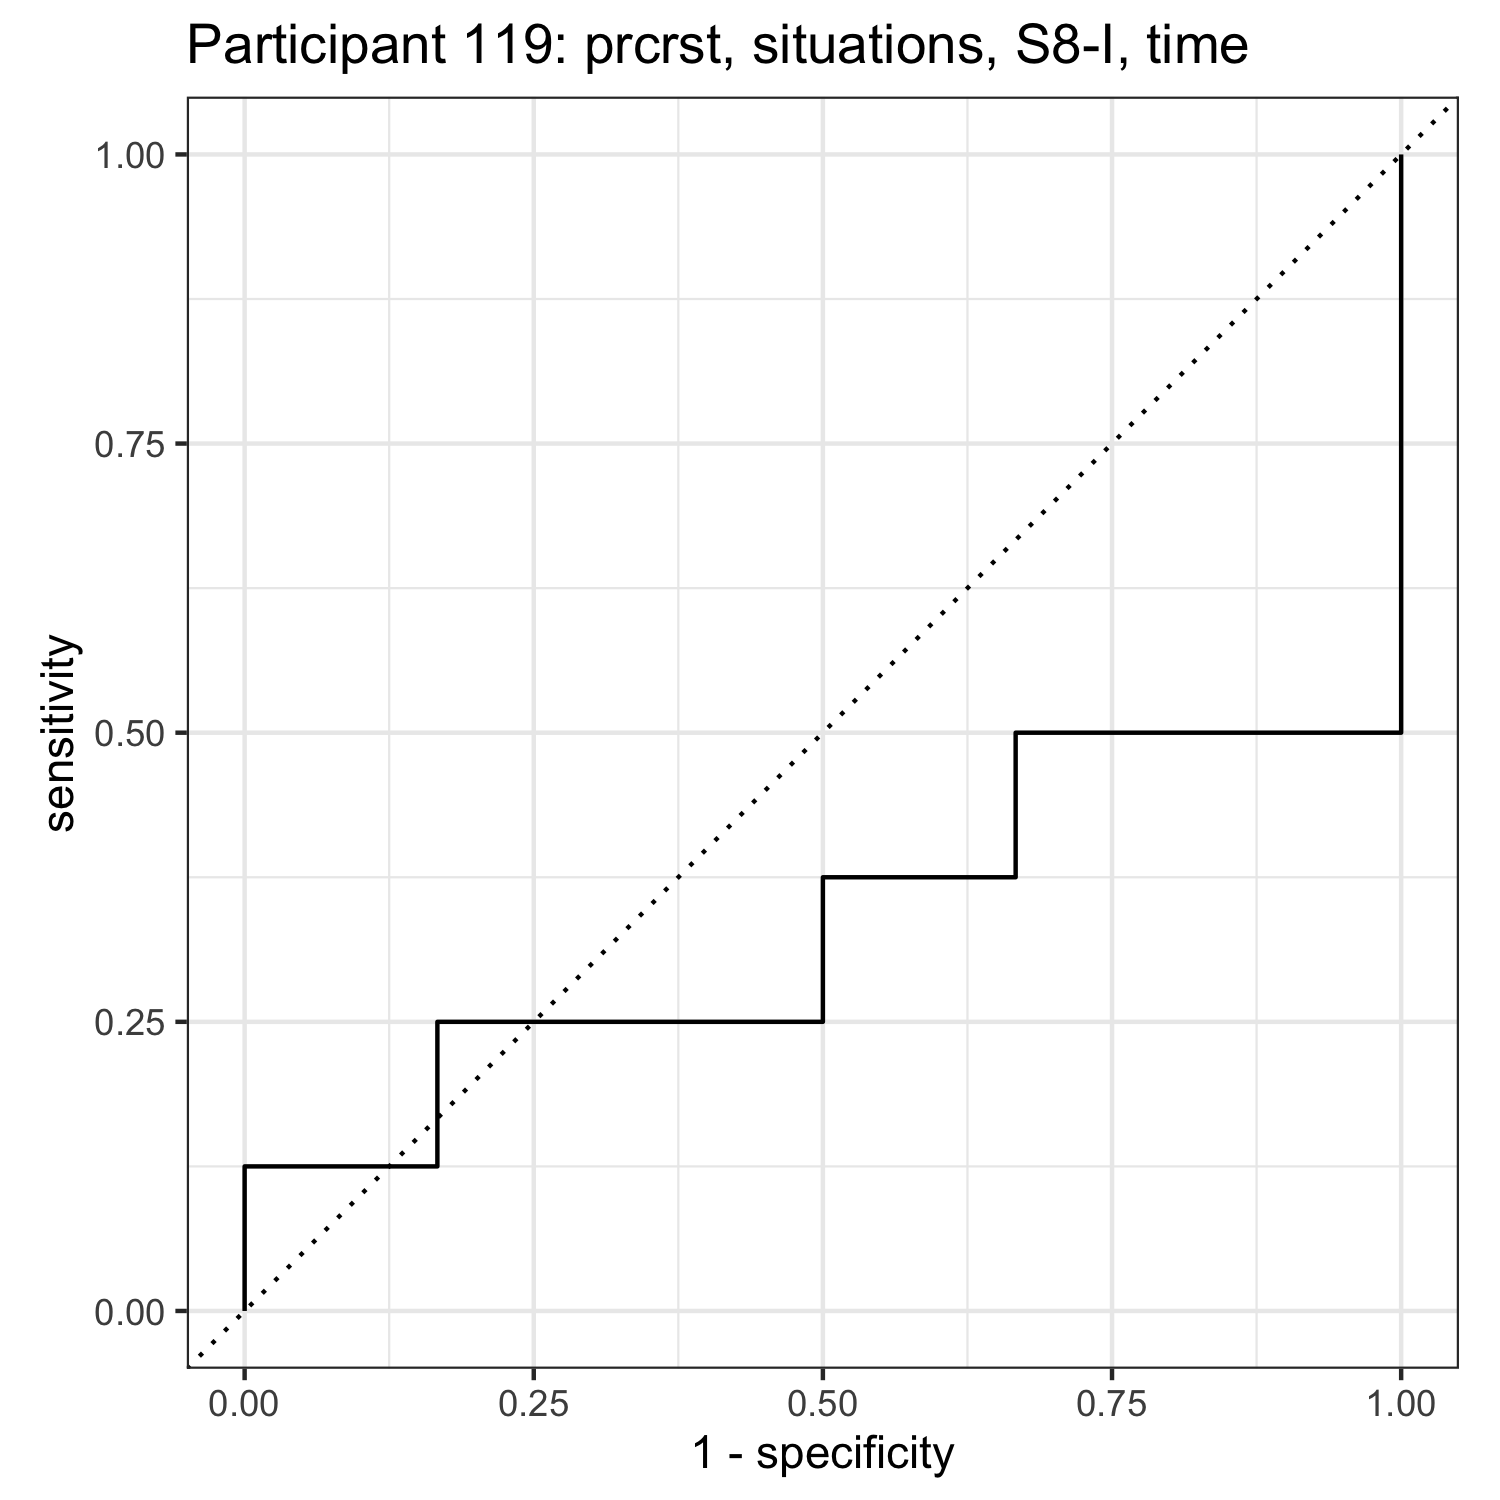 Participant 119: prcrst, situations, S8-I, time
1.00
0.75
0.50
0.25
0.00
sensitivity
0.00 0.25 0.50 0.75 1.00
1 - specificity